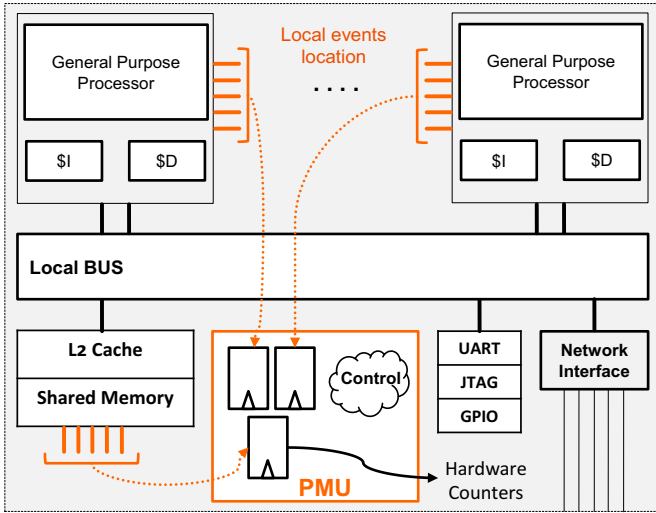 General Purpose
Processor
$I
$D
Local events
location
. . . .
General Purpose
Processor
$I
$D
Local BUS
L2 Cache
Shared Memory
Control
PMU
UART
JTAG
GPIO
Network
Interface
Hardware
Counters